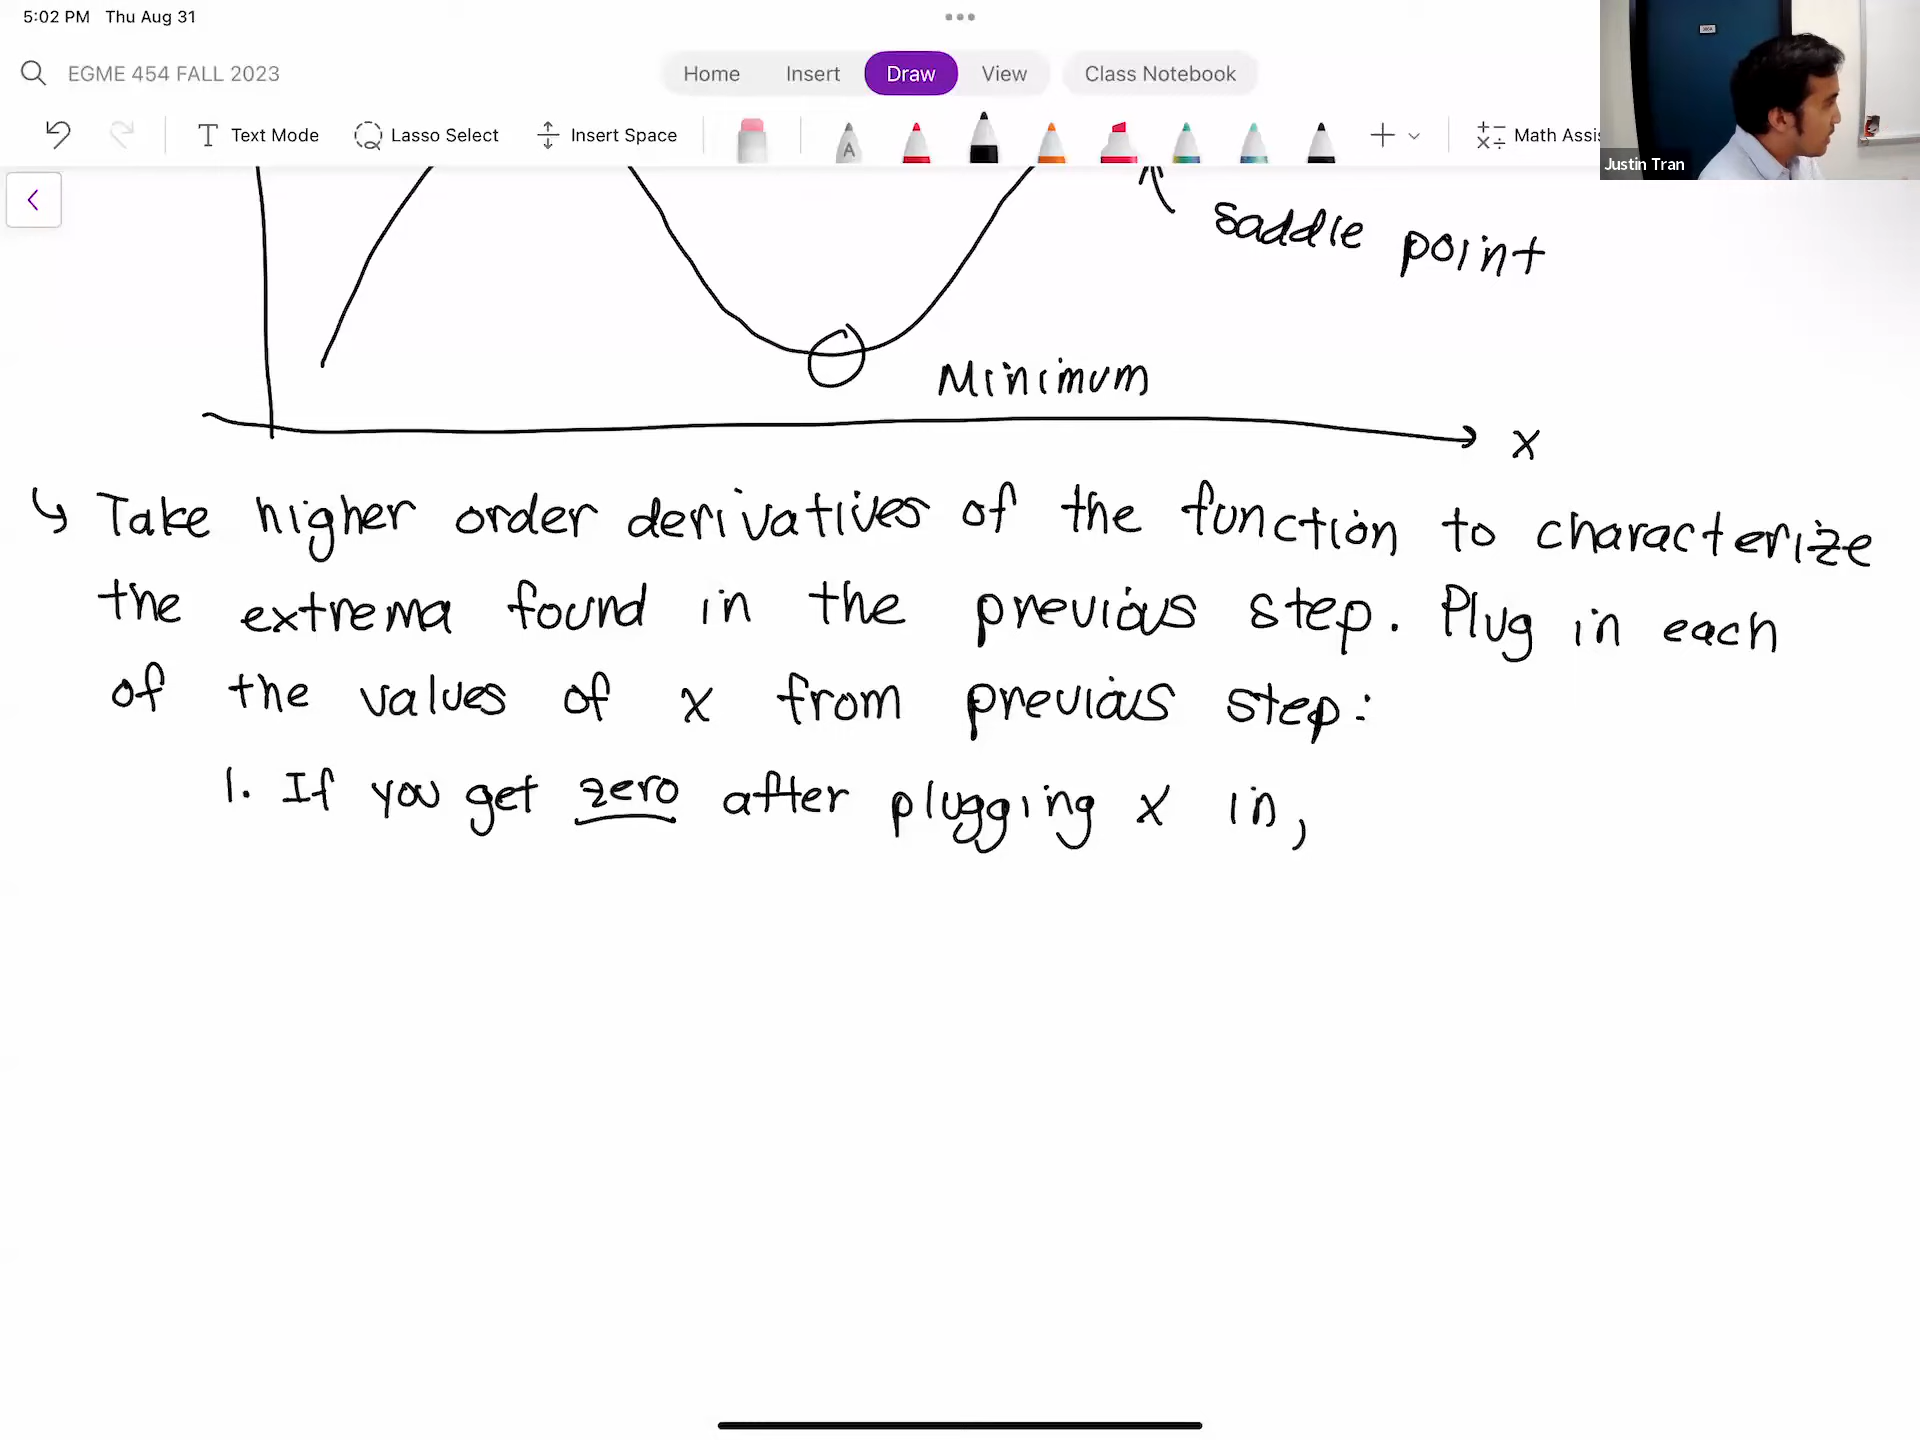 5:02 PM Thu Aug 31
EGME 454 FALL 2023
Home Insert Draw View Class Notebook
Text Mode Lasso Select Insert Space Math Assis
A
Justin Tran
saddle point
Minimum
x
↳ Take higher order derivatives of the function to characterize
the extrema found in the previous step. Plug in each
of the values of x from previous step:
1. If you get zero after plugging x in,